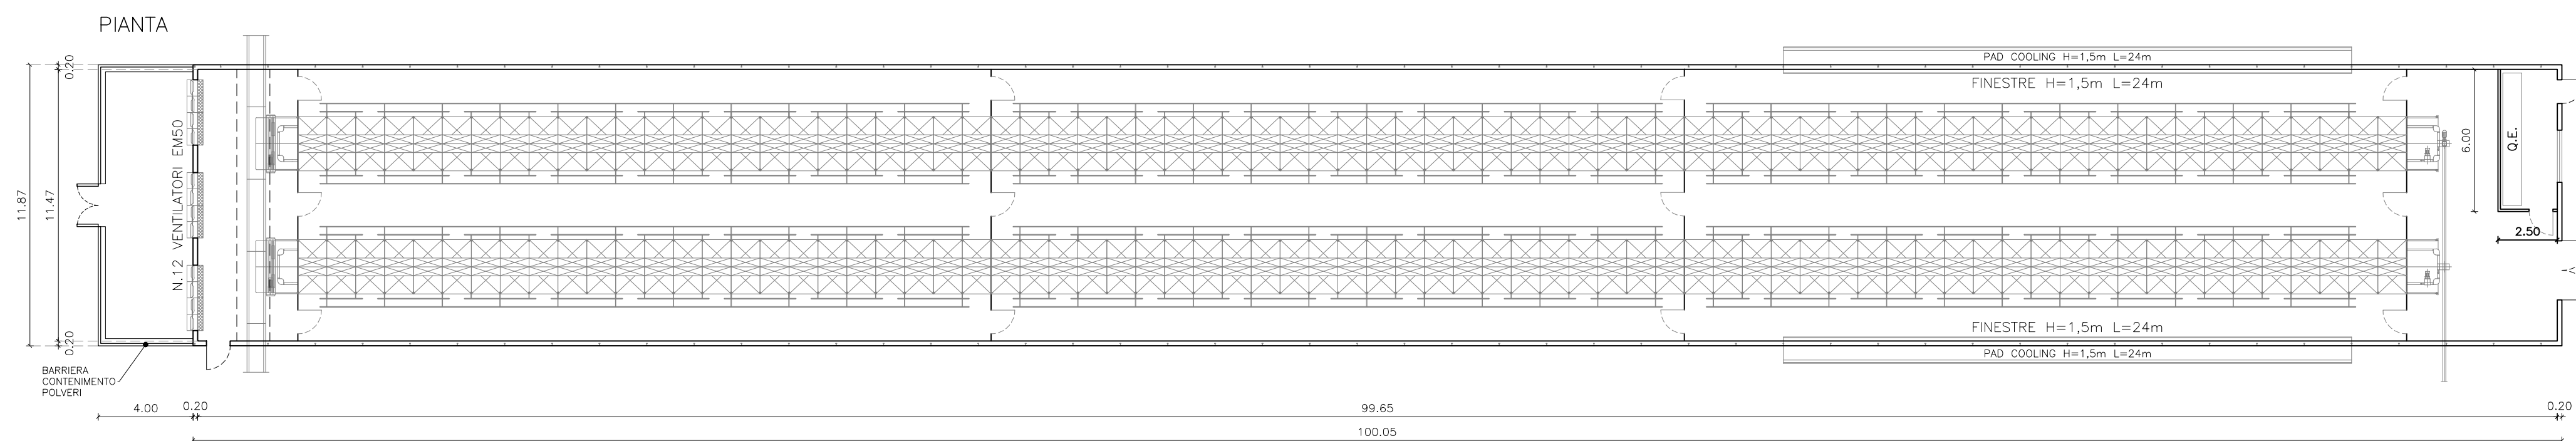 PIANTA
0.20
11.87
11.47
0.20
N.12 VENTILATORI EM50
BARRIERA
CONTENIMENTO
POLVERI
PAD COOLING H=1,5m L=24m
FINESTRE H=1,5m L=24m
6.00
Q.E.
2.50
FINESTRE H=1,5m L=24m
PAD COOLING H=1,5m L=24m
4.00
0.20
99.65
0.20
100.05